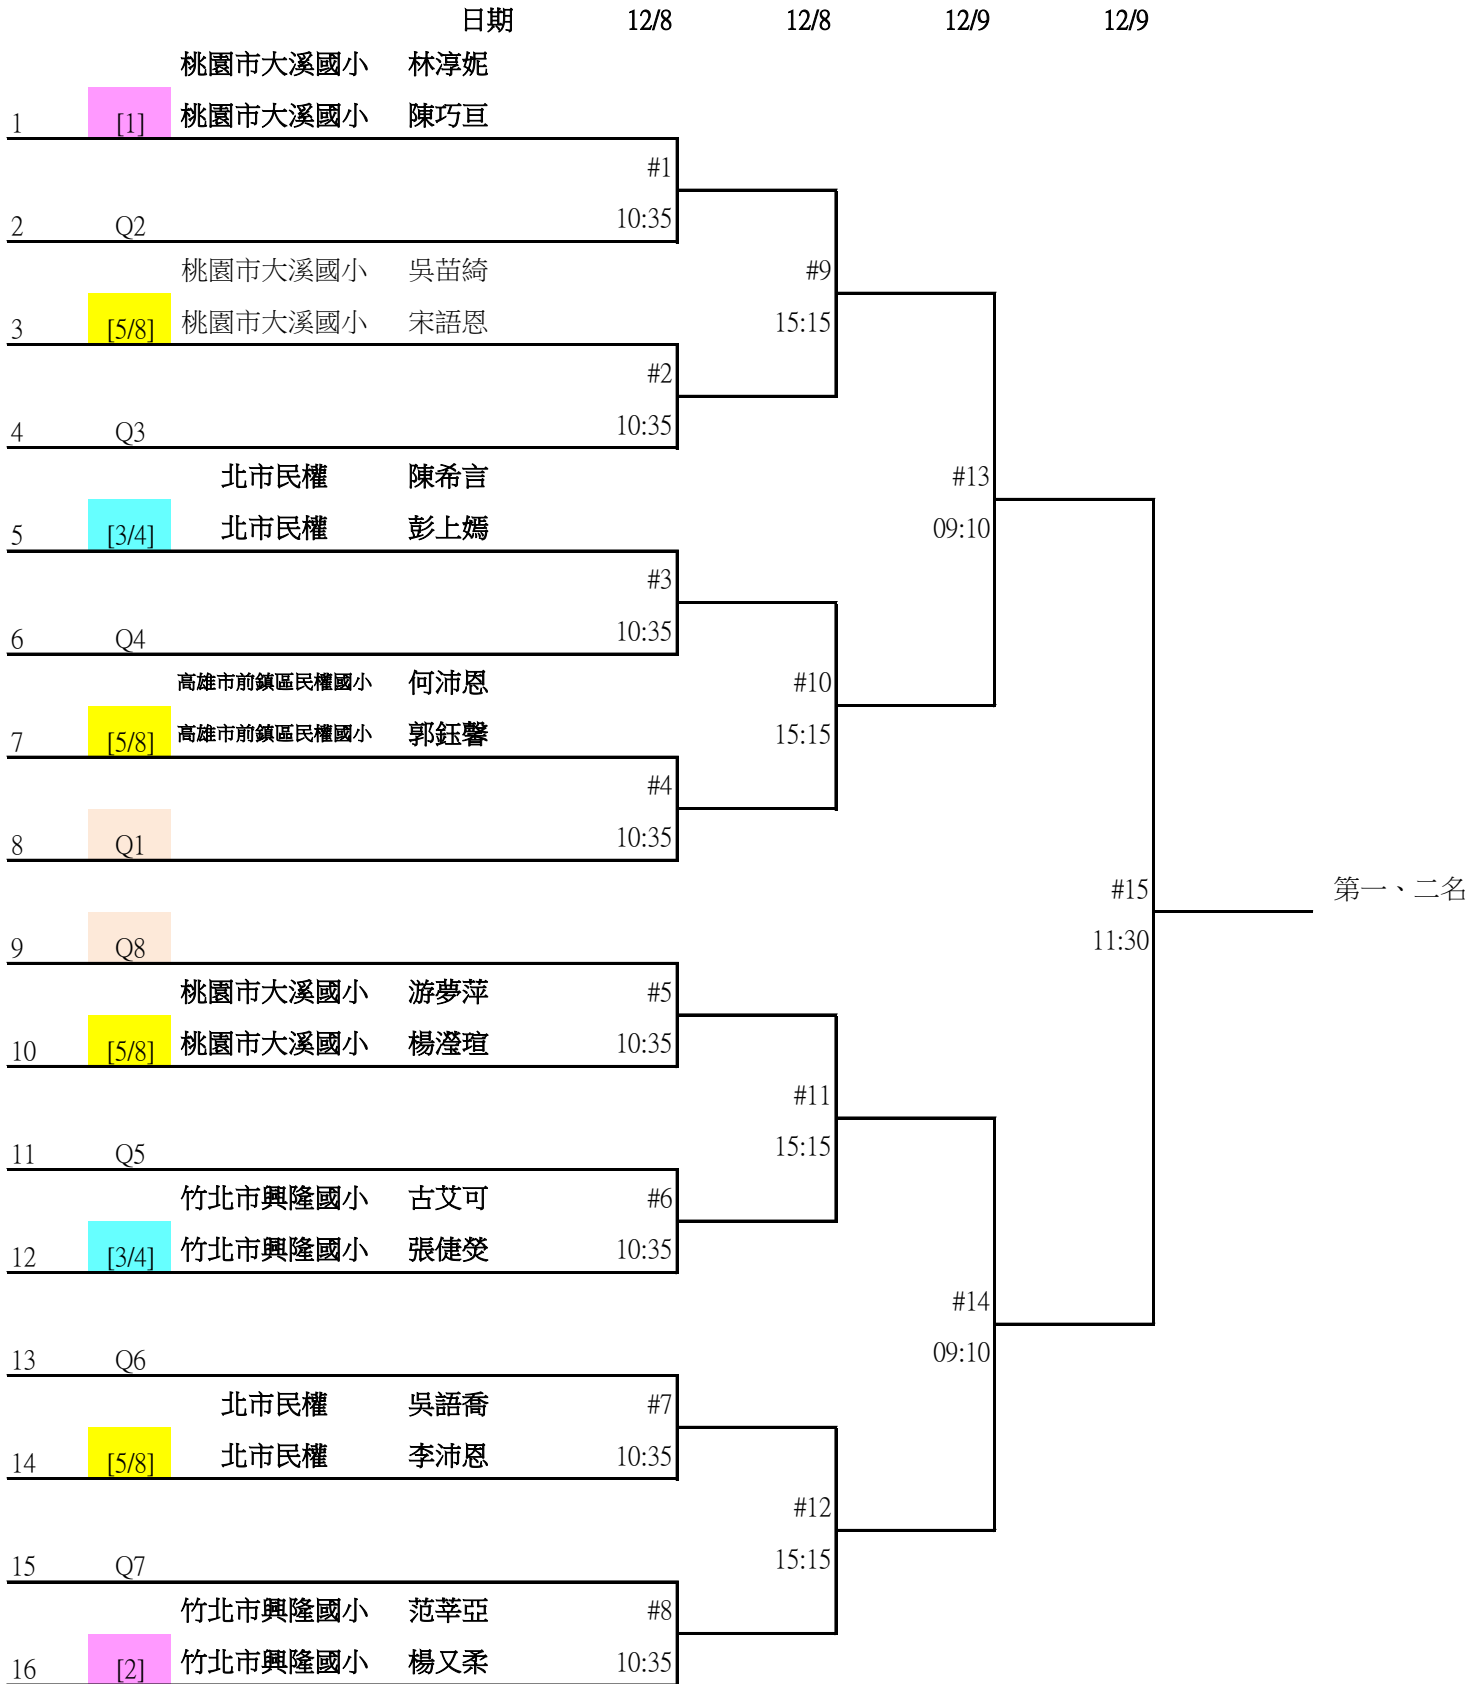 日期 12/8 12/8 12/9 12/9
桃園市大溪國小 林淳妮
1 [1] 桃園市大溪國小 陳巧亘
#1
2 Q2 10:35
桃園市大溪國小 吳苗綺 #9
3 [5/8] 桃園市大溪國小 宋語恩 15:15
#2
4 Q3 10:35
北市民權 陳希言 #13
5 [3/4] 北市民權 彭上嫣 09:10
#3
6 Q4 10:35
高雄市前鎮區民權國小 何沛恩 #10
7 [5/8] 高雄市前鎮區民權國小 郭鈺馨 15:15
#4
8 Q1 10:35
#15 第一、二名
9 Q8 11:30
桃園市大溪國小 游夢萍 #5
10 [5/8] 桃園市大溪國小 楊瀅瑄 10:35
#11
11 Q5 15:15
竹北市興隆國小 古艾可 #6
12 [3/4] 竹北市興隆國小 張倢熒 10:35
#14
13 Q6 09:10
北市民權 吳語喬 #7
14 [5/8] 北市民權 李沛恩 10:35
#12
15 Q7 15:15
竹北市興隆國小 范莘亞 #8
16 [2] 竹北市興隆國小 楊又柔 10:35